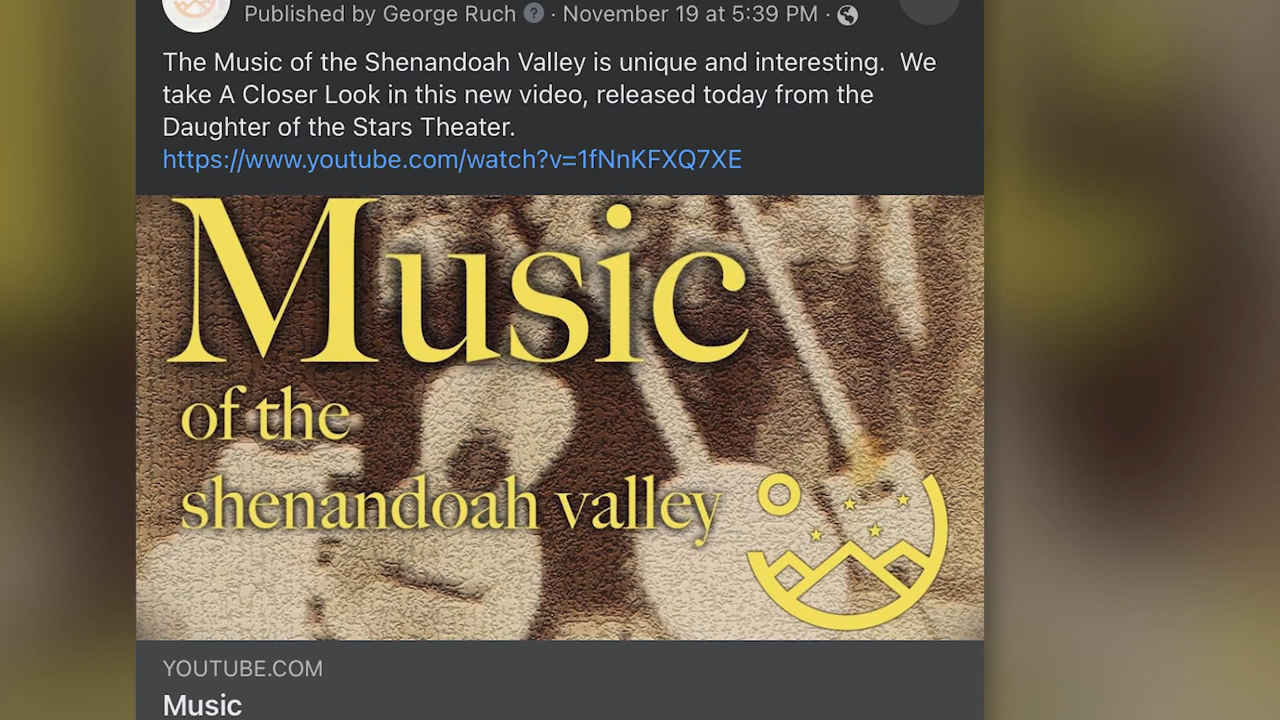 Published by George Ruch · November 19 at 5:39 PM ·
The Music of the Shenandoah Valley is unique and interesting.  We
take A Closer Look in this new video, released today from the
Daughter of the Stars Theater.
https://www.youtube.com/watch?v=1fNnKFXQ7XE
Music
of the
shenandoah valley
YOUTUBE.COM
Music